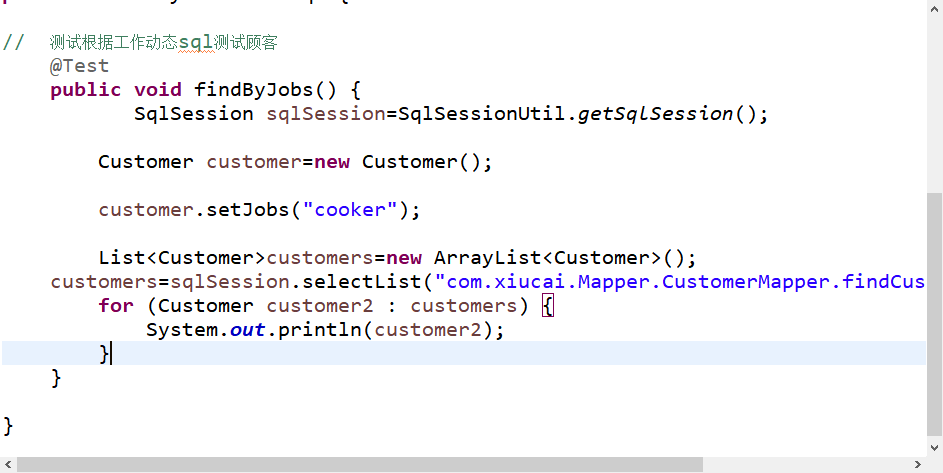 //  测试根据工作动态sql测试顾客
    @Test
    public void findByJobs() {
           SqlSession sqlSession=SqlSessionUtil.getSqlSession();
        Customer customer=new Customer();
        customer.setJobs("cooker");
        List<Customer>customers=new ArrayList<Customer>();
    customers=sqlSession.selectList("com.xiucai.Mapper.CustomerMapper.findCus
        for (Customer customer2 : customers) {
            System.out.println(customer2);
        }
    }
}